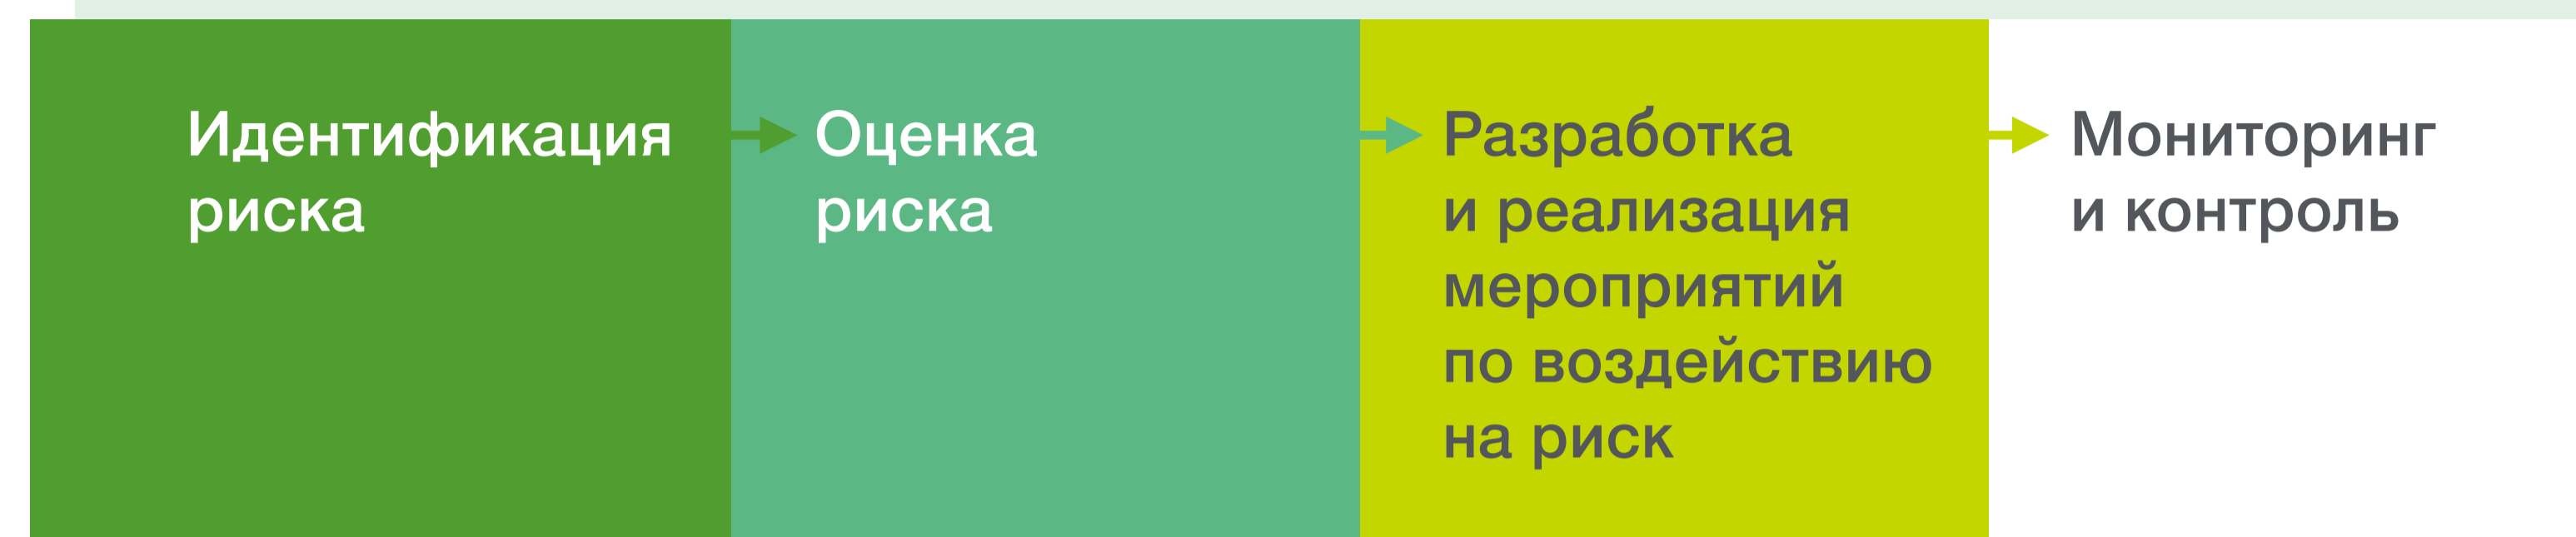 Идентификация
риска
Оценка
риска
Разработка
и реализация
мероприятий
по воздействию
на риск
Мониторинг
и контроль